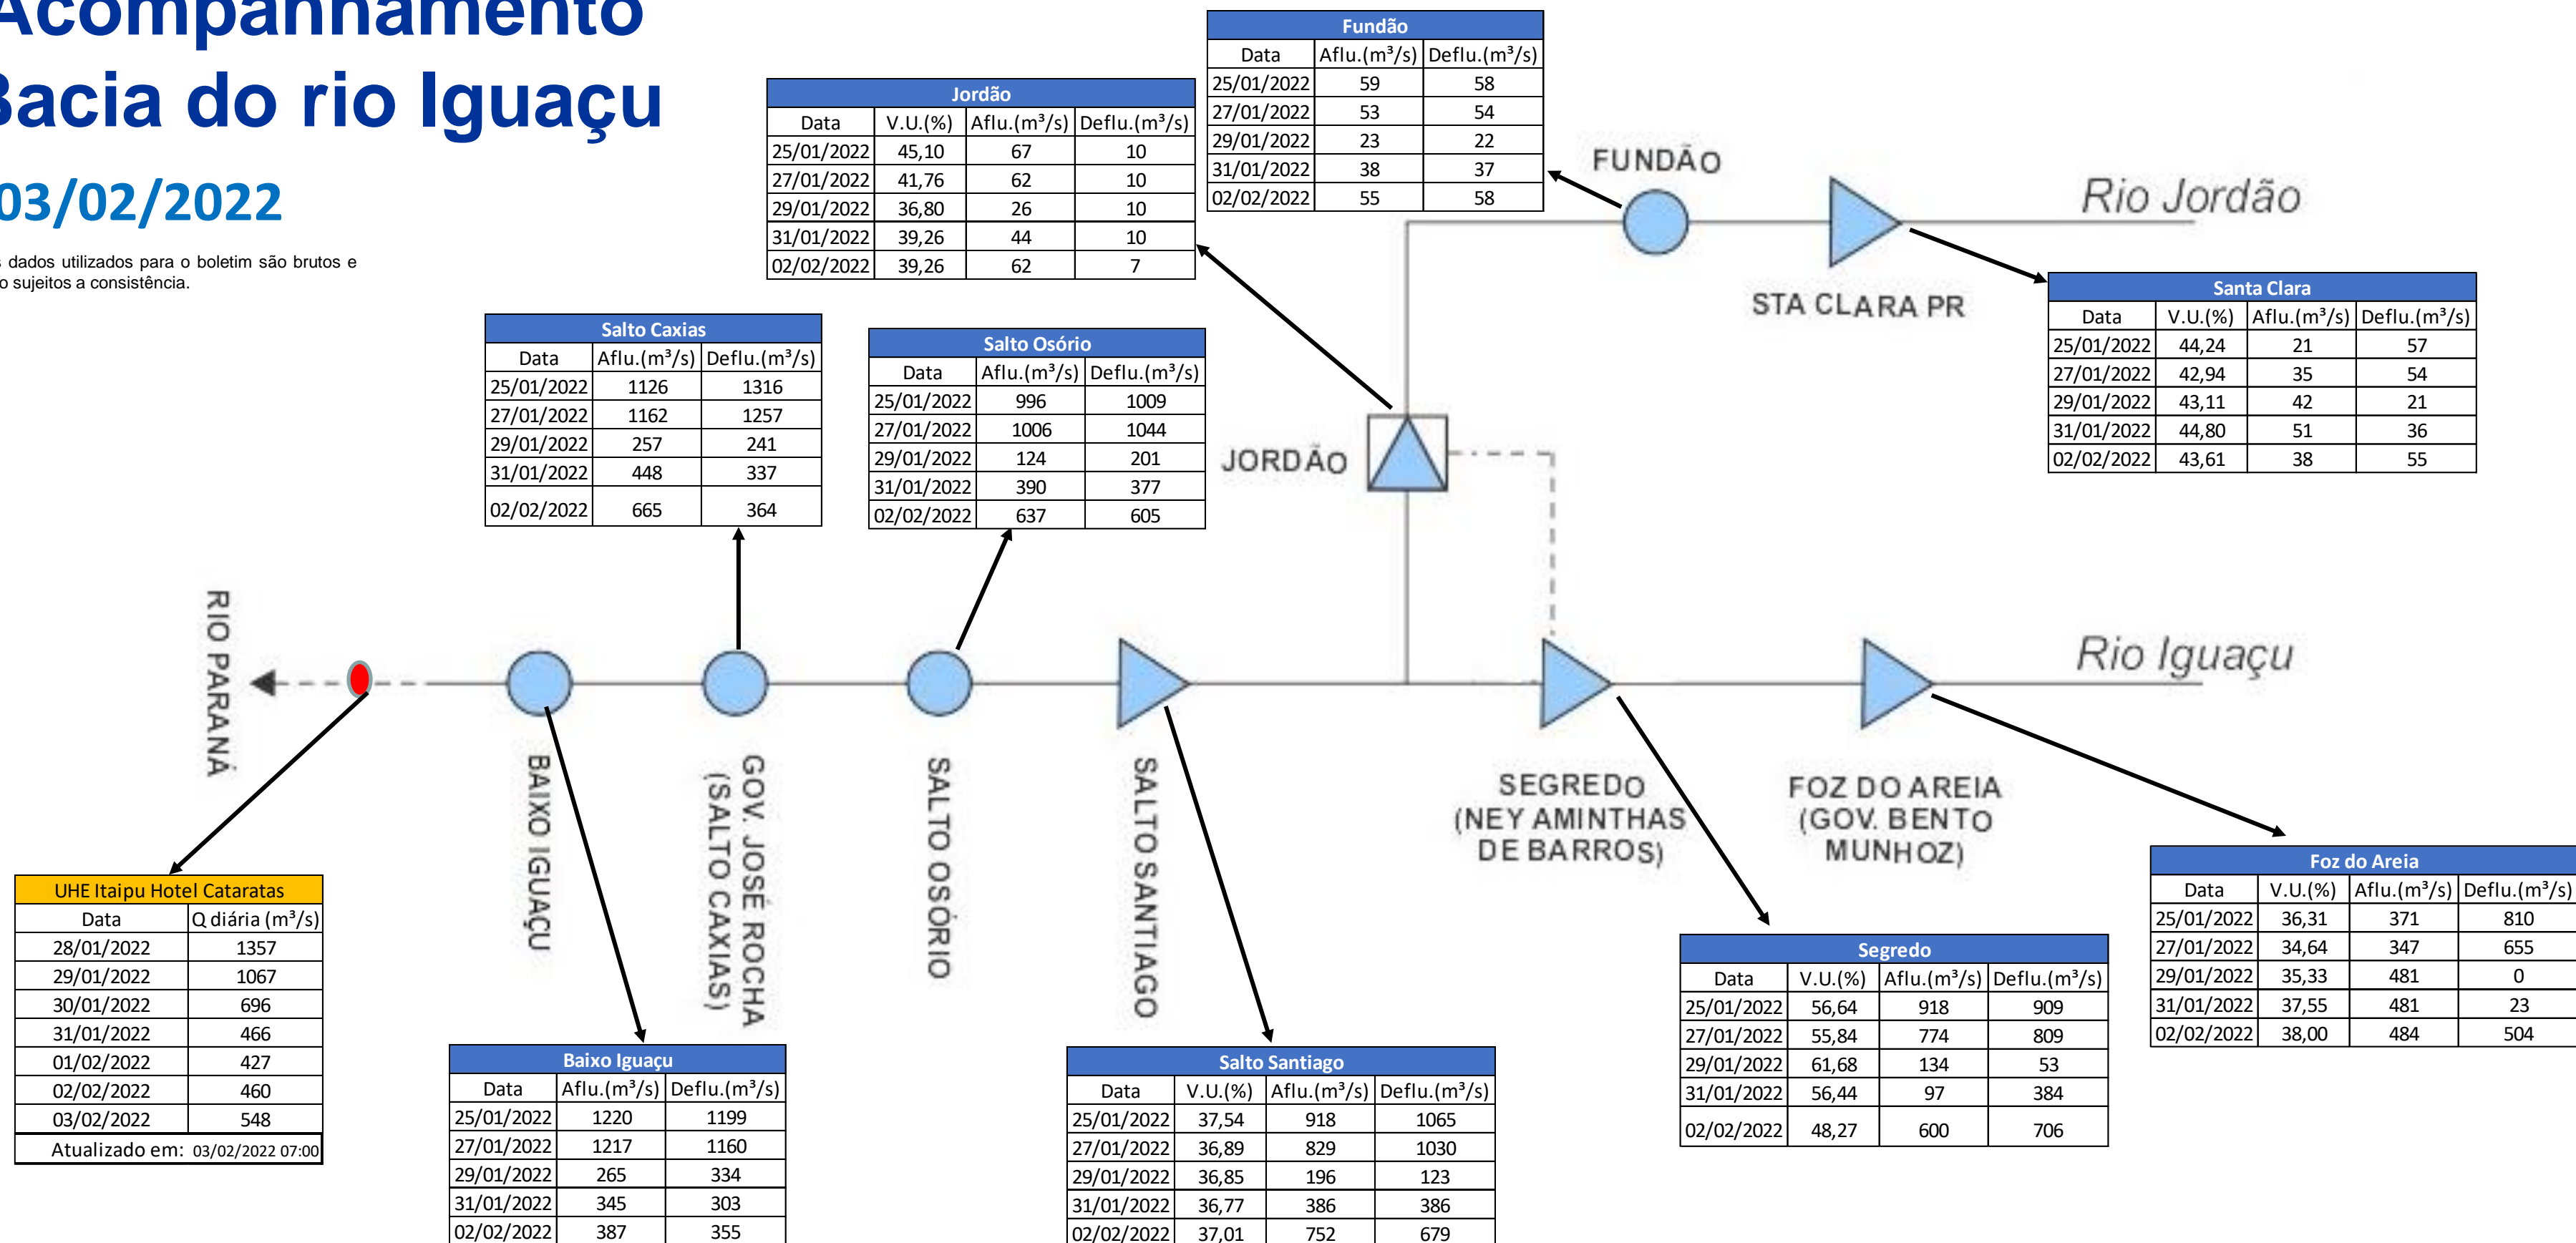 Acompanhamento
Bacia do rio Iguaçu
03/02/2022
dados utilizados para o boletim são brutos e
sujeitos a consistência.
Fundão
Data Aflu.(m³/s) Deflu.(m³/s)
25/01/2022 59 58
27/01/2022 53 54
29/01/2022 23 22
31/01/2022 38 37
02/02/2022 55 58
Jordão
Data V.U.(%) Aflu.(m³/s) Deflu.(m³/s)
25/01/2022 45,10 67 10
27/01/2022 41,76 62 10
29/01/2022 36,80 26 10
31/01/2022 39,26 44 10
02/02/2022 39,26 62 7
FUNDÃO
Rio Jordão
STA CLARA PR
Santa Clara
Data V.U.(%) Aflu.(m³/s) Deflu.(m³/s)
25/01/2022 44,24 21 57
27/01/2022 42,94 35 54
29/01/2022 43,11 42 21
31/01/2022 44,80 51 36
02/02/2022 43,61 38 55
Salto Caxias
Data Aflu.(m³/s) Deflu.(m³/s)
25/01/2022 1126 1316
27/01/2022 1162 1257
29/01/2022 257 241
31/01/2022 448 337
02/02/2022 665 364
Salto Osório
Data Aflu.(m³/s) Deflu.(m³/s)
25/01/2022 996 1009
27/01/2022 1006 1044
29/01/2022 124 201
31/01/2022 390 377
02/02/2022 637 605
JORDÃO
RIO PARANÁ
Rio Iguaçu
BAIXO IGUAÇU
GOV. JOSÉ ROCHA
(SALTO CAXIAS)
SALTO OSÓRIO
SALTO SANTIAGO
SEGREDO
(NEY AMINTHAS
DE BARROS)
FOZ DO AREIA
(GOV. BENTO
MUNHOZ)
UHE Itaipu Hotel Cataratas
Data Q diária (m³/s)
28/01/2022 1357
29/01/2022 1067
30/01/2022 696
31/01/2022 466
01/02/2022 427
02/02/2022 460
03/02/2022 548
Atualizado em: 03/02/2022 07:00
Baixo Iguaçu
Data Aflu.(m³/s) Deflu.(m³/s)
25/01/2022 1220 1199
27/01/2022 1217 1160
29/01/2022 265 334
31/01/2022 345 303
02/02/2022 387 355
Salto Santiago
Data V.U.(%) Aflu.(m³/s) Deflu.(m³/s)
25/01/2022 37,54 918 1065
27/01/2022 36,89 829 1030
29/01/2022 36,85 196 123
31/01/2022 36,77 386 386
02/02/2022 37,01 752 679
Segredo
Data V.U.(%) Aflu.(m³/s) Deflu.(m³/s)
25/01/2022 56,64 918 909
27/01/2022 55,84 774 809
29/01/2022 61,68 134 53
31/01/2022 56,44 97 384
02/02/2022 48,27 600 706
Foz do Areia
Data V.U.(%) Aflu.(m³/s) Deflu.(m³/s)
25/01/2022 36,31 371 810
27/01/2022 34,64 347 655
29/01/2022 35,33 481 0
31/01/2022 37,55 481 23
02/02/2022 38,00 484 504